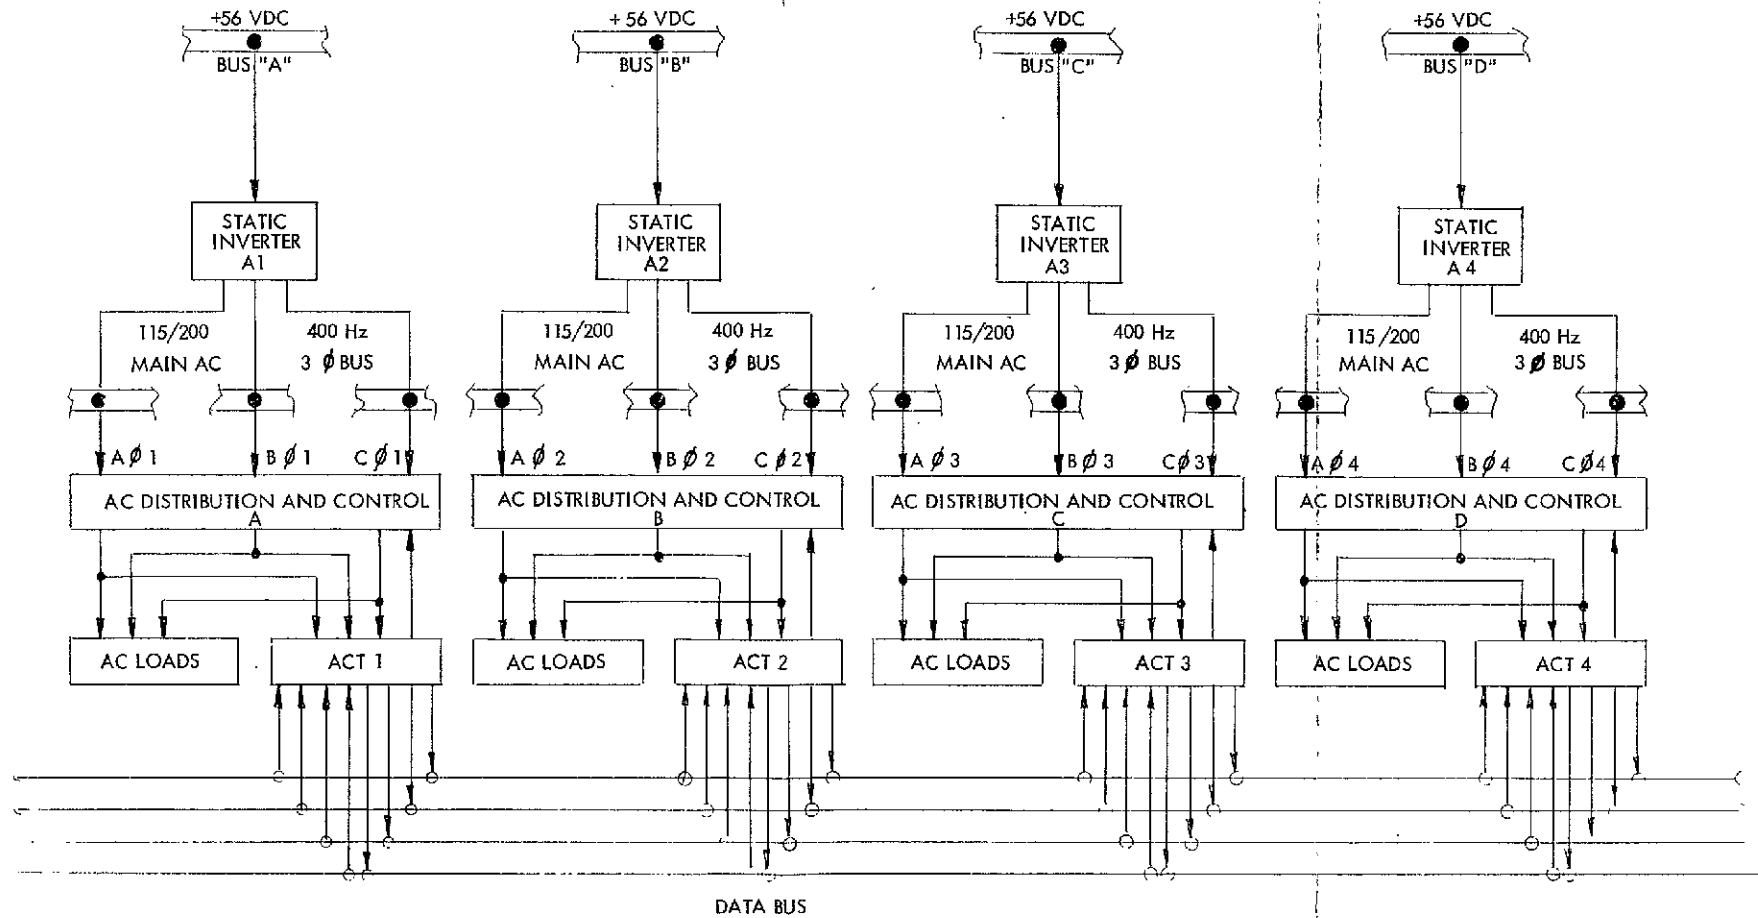 +56 VDC
+ 56 VDC
+56 VDC
+56 VDC
BUS "A"
BUS "B"
BUS "C"
BUS "D"
STATIC
INVERTER
A1
STATIC
INVERTER
A2
STATIC
INVERTER
A3
STATIC
INVERTER
A 4
115/200
MAIN AC
400 Hz
3 ϕ BUS
115/200
MAIN AC
400 Hz
3 ϕ BUS
115/200
MAIN AC
400 Hz
3 ϕ BUS
115/200
MAIN AC
400 Hz
3 ϕ BUS
A ϕ 1
B ϕ 1
C ϕ 1
A ϕ 2
B ϕ 2
C ϕ 2
A ϕ 3
B ϕ 3
C ϕ 3
A ϕ 4
B ϕ 4
C ϕ 4
AC DISTRIBUTION AND CONTROL
A
AC DISTRIBUTION AND CONTROL
B
AC DISTRIBUTION AND CONTROL
C
AC DISTRIBUTION AND CONTROL
D
AC LOADS
ACT 1
AC LOADS
ACT 2
AC LOADS
ACT 3
AC LOADS
ACT 4
DATA BUS